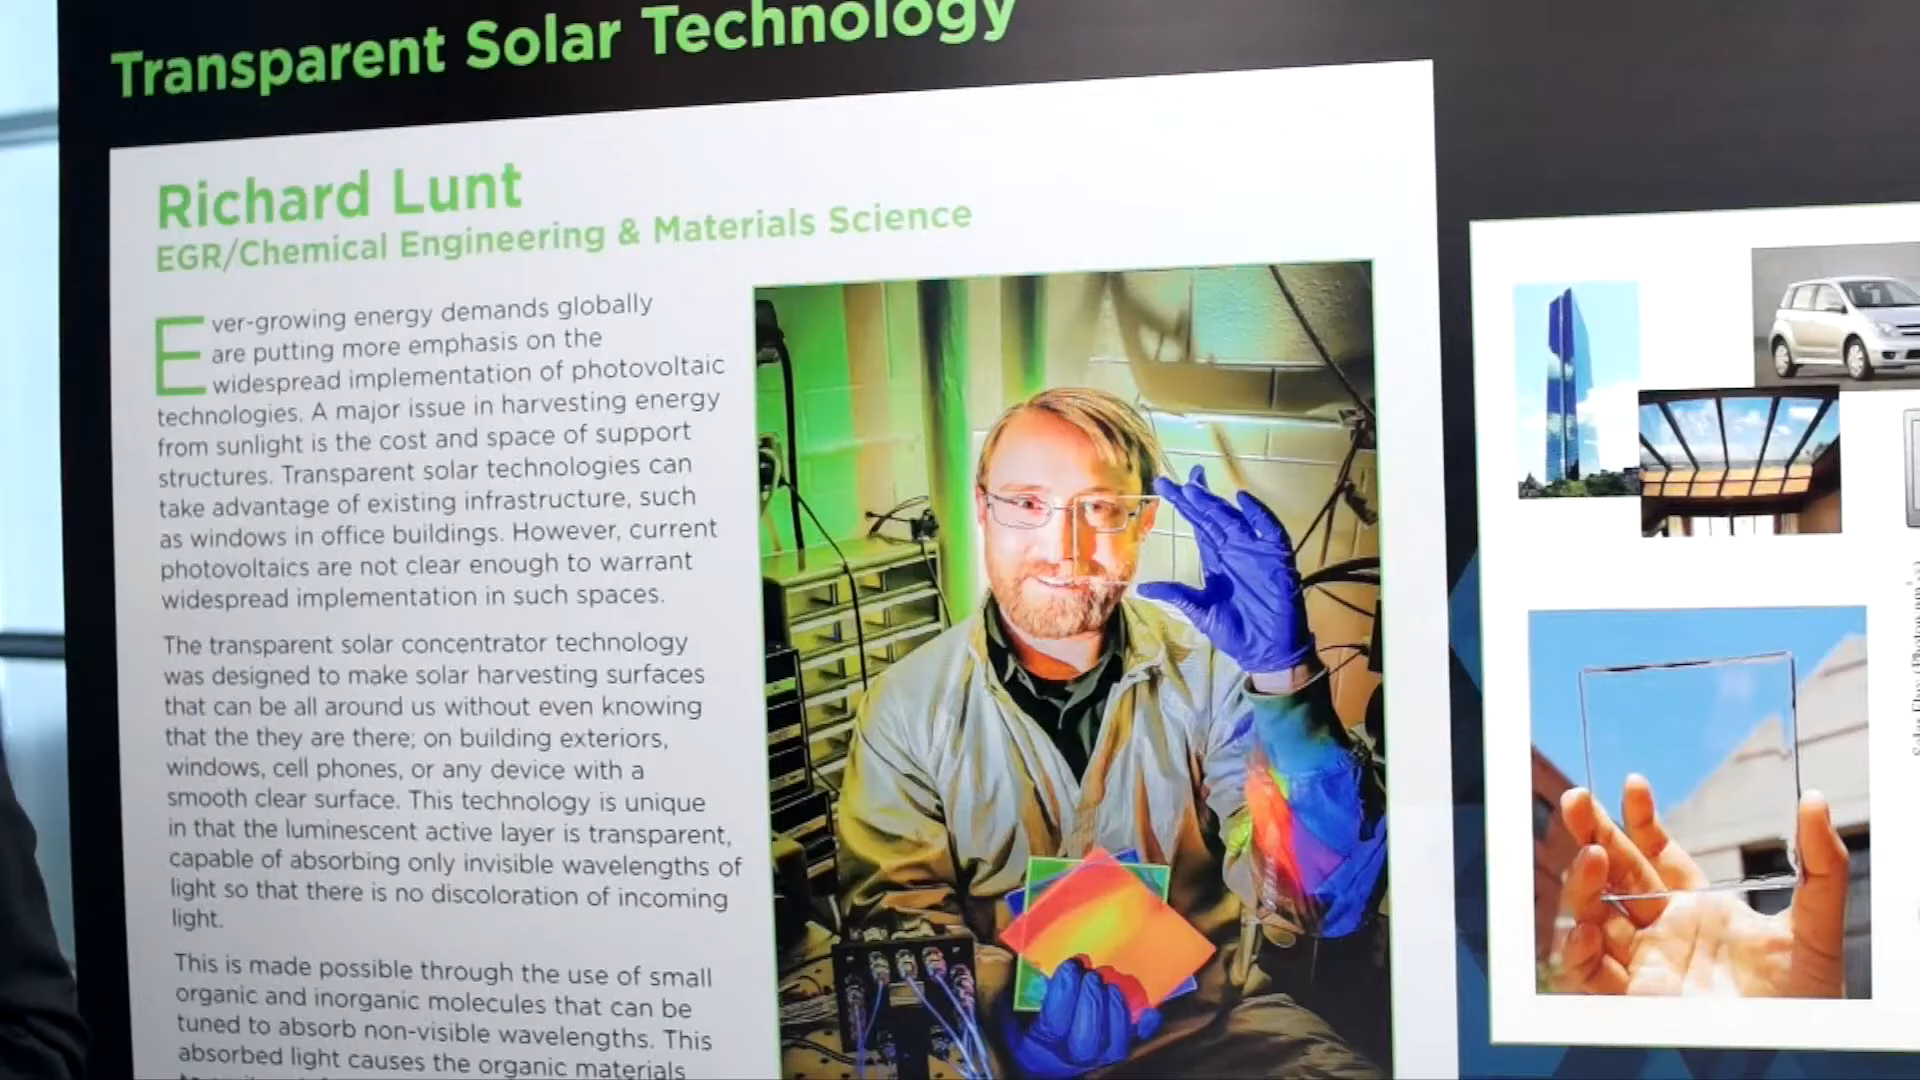 Transparent Solar Technology
Richard Lunt
EGR/Chemical Engineering & Materials Science
Ever-growing energy demands globally
are putting more emphasis on the
widespread implementation of photovoltaic
technologies. A major issue in harvesting energy
from sunlight is the cost and space of support
structures. Transparent solar technologies can
take advantage of existing infrastructure, such
as windows in office buildings. However, current
photovoltaics are not clear enough to warrant
widespread implementation in such spaces.
The transparent solar concentrator technology
was designed to make solar harvesting surfaces
that can be all around us without even knowing
that the they are there; on building exteriors,
windows, cell phones, or any device with a
smooth clear surface. This technology is unique
in that the luminescent active layer is transparent,
capable of absorbing only invisible wavelengths of
light so that there is no discoloration of incoming
light.
This is made possible through the use of small
organic and inorganic molecules that can be
tuned to absorb non-visible wavelengths. This
absorbed light causes the organic materials